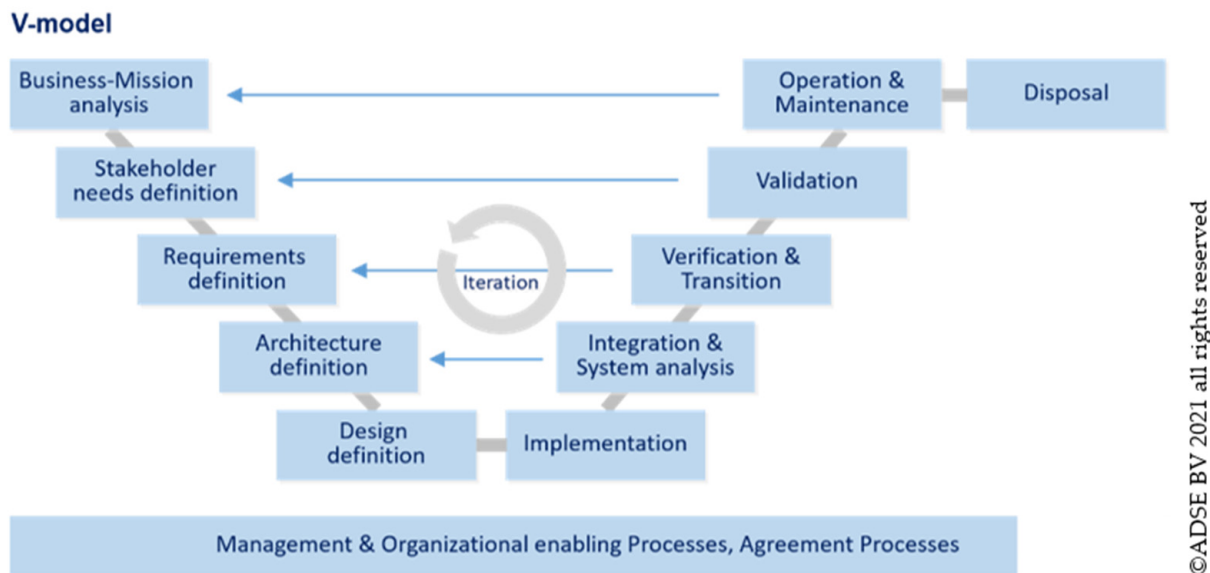 V-model
Business-Mission
analysis
Operation &
Maintenance
Disposal
Stakeholder
needs definition
Validation
Requirements
definition
Iteration
Verification &
Transition
Architecture
definition
Integration &
System analysis
Design
definition
Implementation
Management & Organizational enabling Processes, Agreement Processes
©ADSE BV 2021 all rights reserved